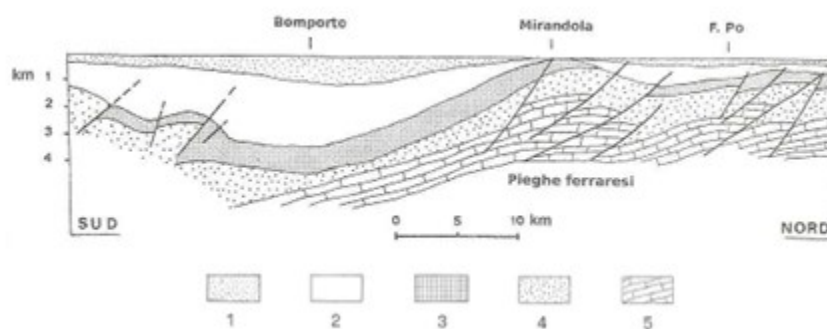 Bomporto Mirandola F. Po
km 1
2
3
4
Pieghe ferraresi
SUD 0 5 10 km NORD
1 2 3 4 5